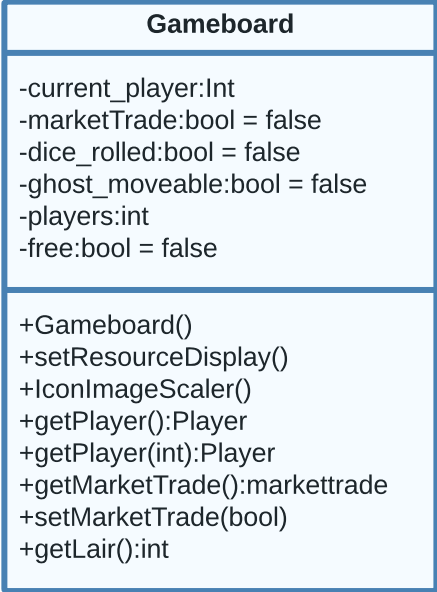 Gameboard
-current_player:Int
-marketTrade:bool = false
-dice_rolled:bool = false
-ghost_moveable:bool = false
-players:int
-free:bool = false
+Gameboard()
+setResourceDisplay()
+IconImageScaler()
+getPlayer():Player
+getPlayer(int):Player
+getMarketTrade():markettrade
+setMarketTrade(bool)
+getLair():int